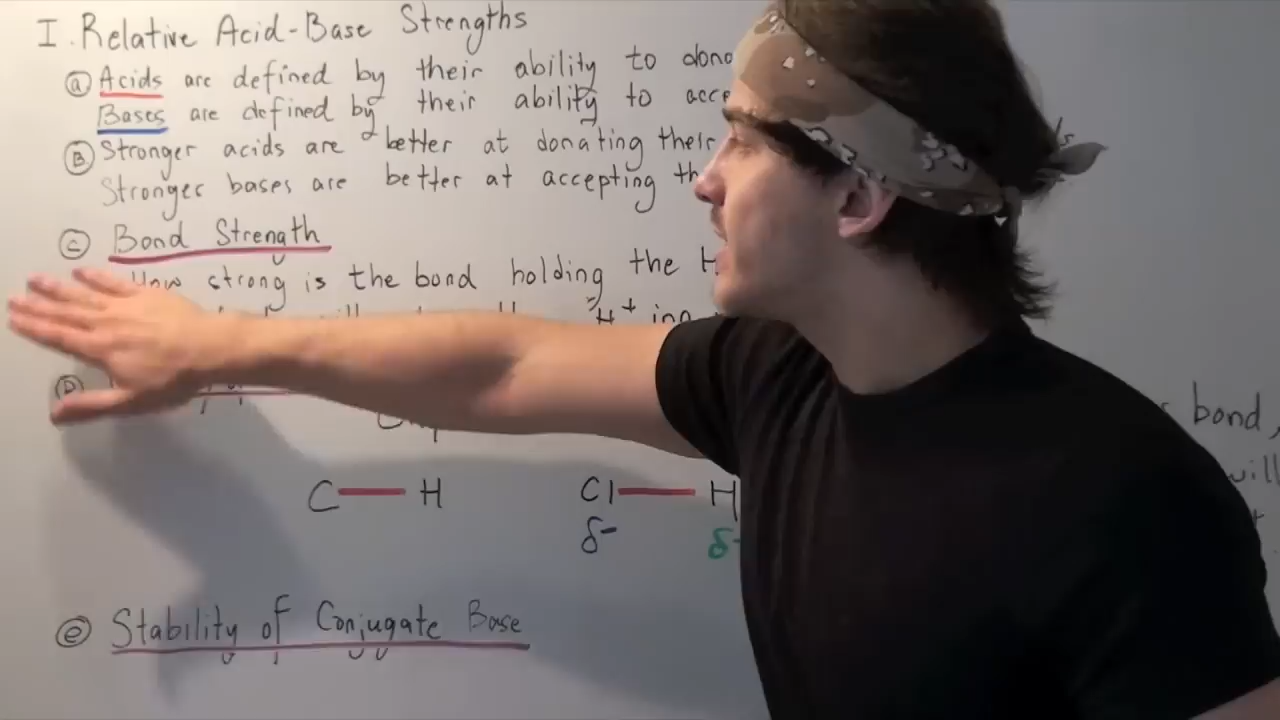 I. Relative Acid-Base Strengths
a Acids are defined by their ability to dono
Bases are defined by their ability to acce
B Stronger acids are better at donating their
Stronger bases are better at accepting th
C Bond Strength
How strong is the bond holding the H
H+ ion
D
bond,
will
C H Cl H
δ- δ
e Stability of Conjugate Base